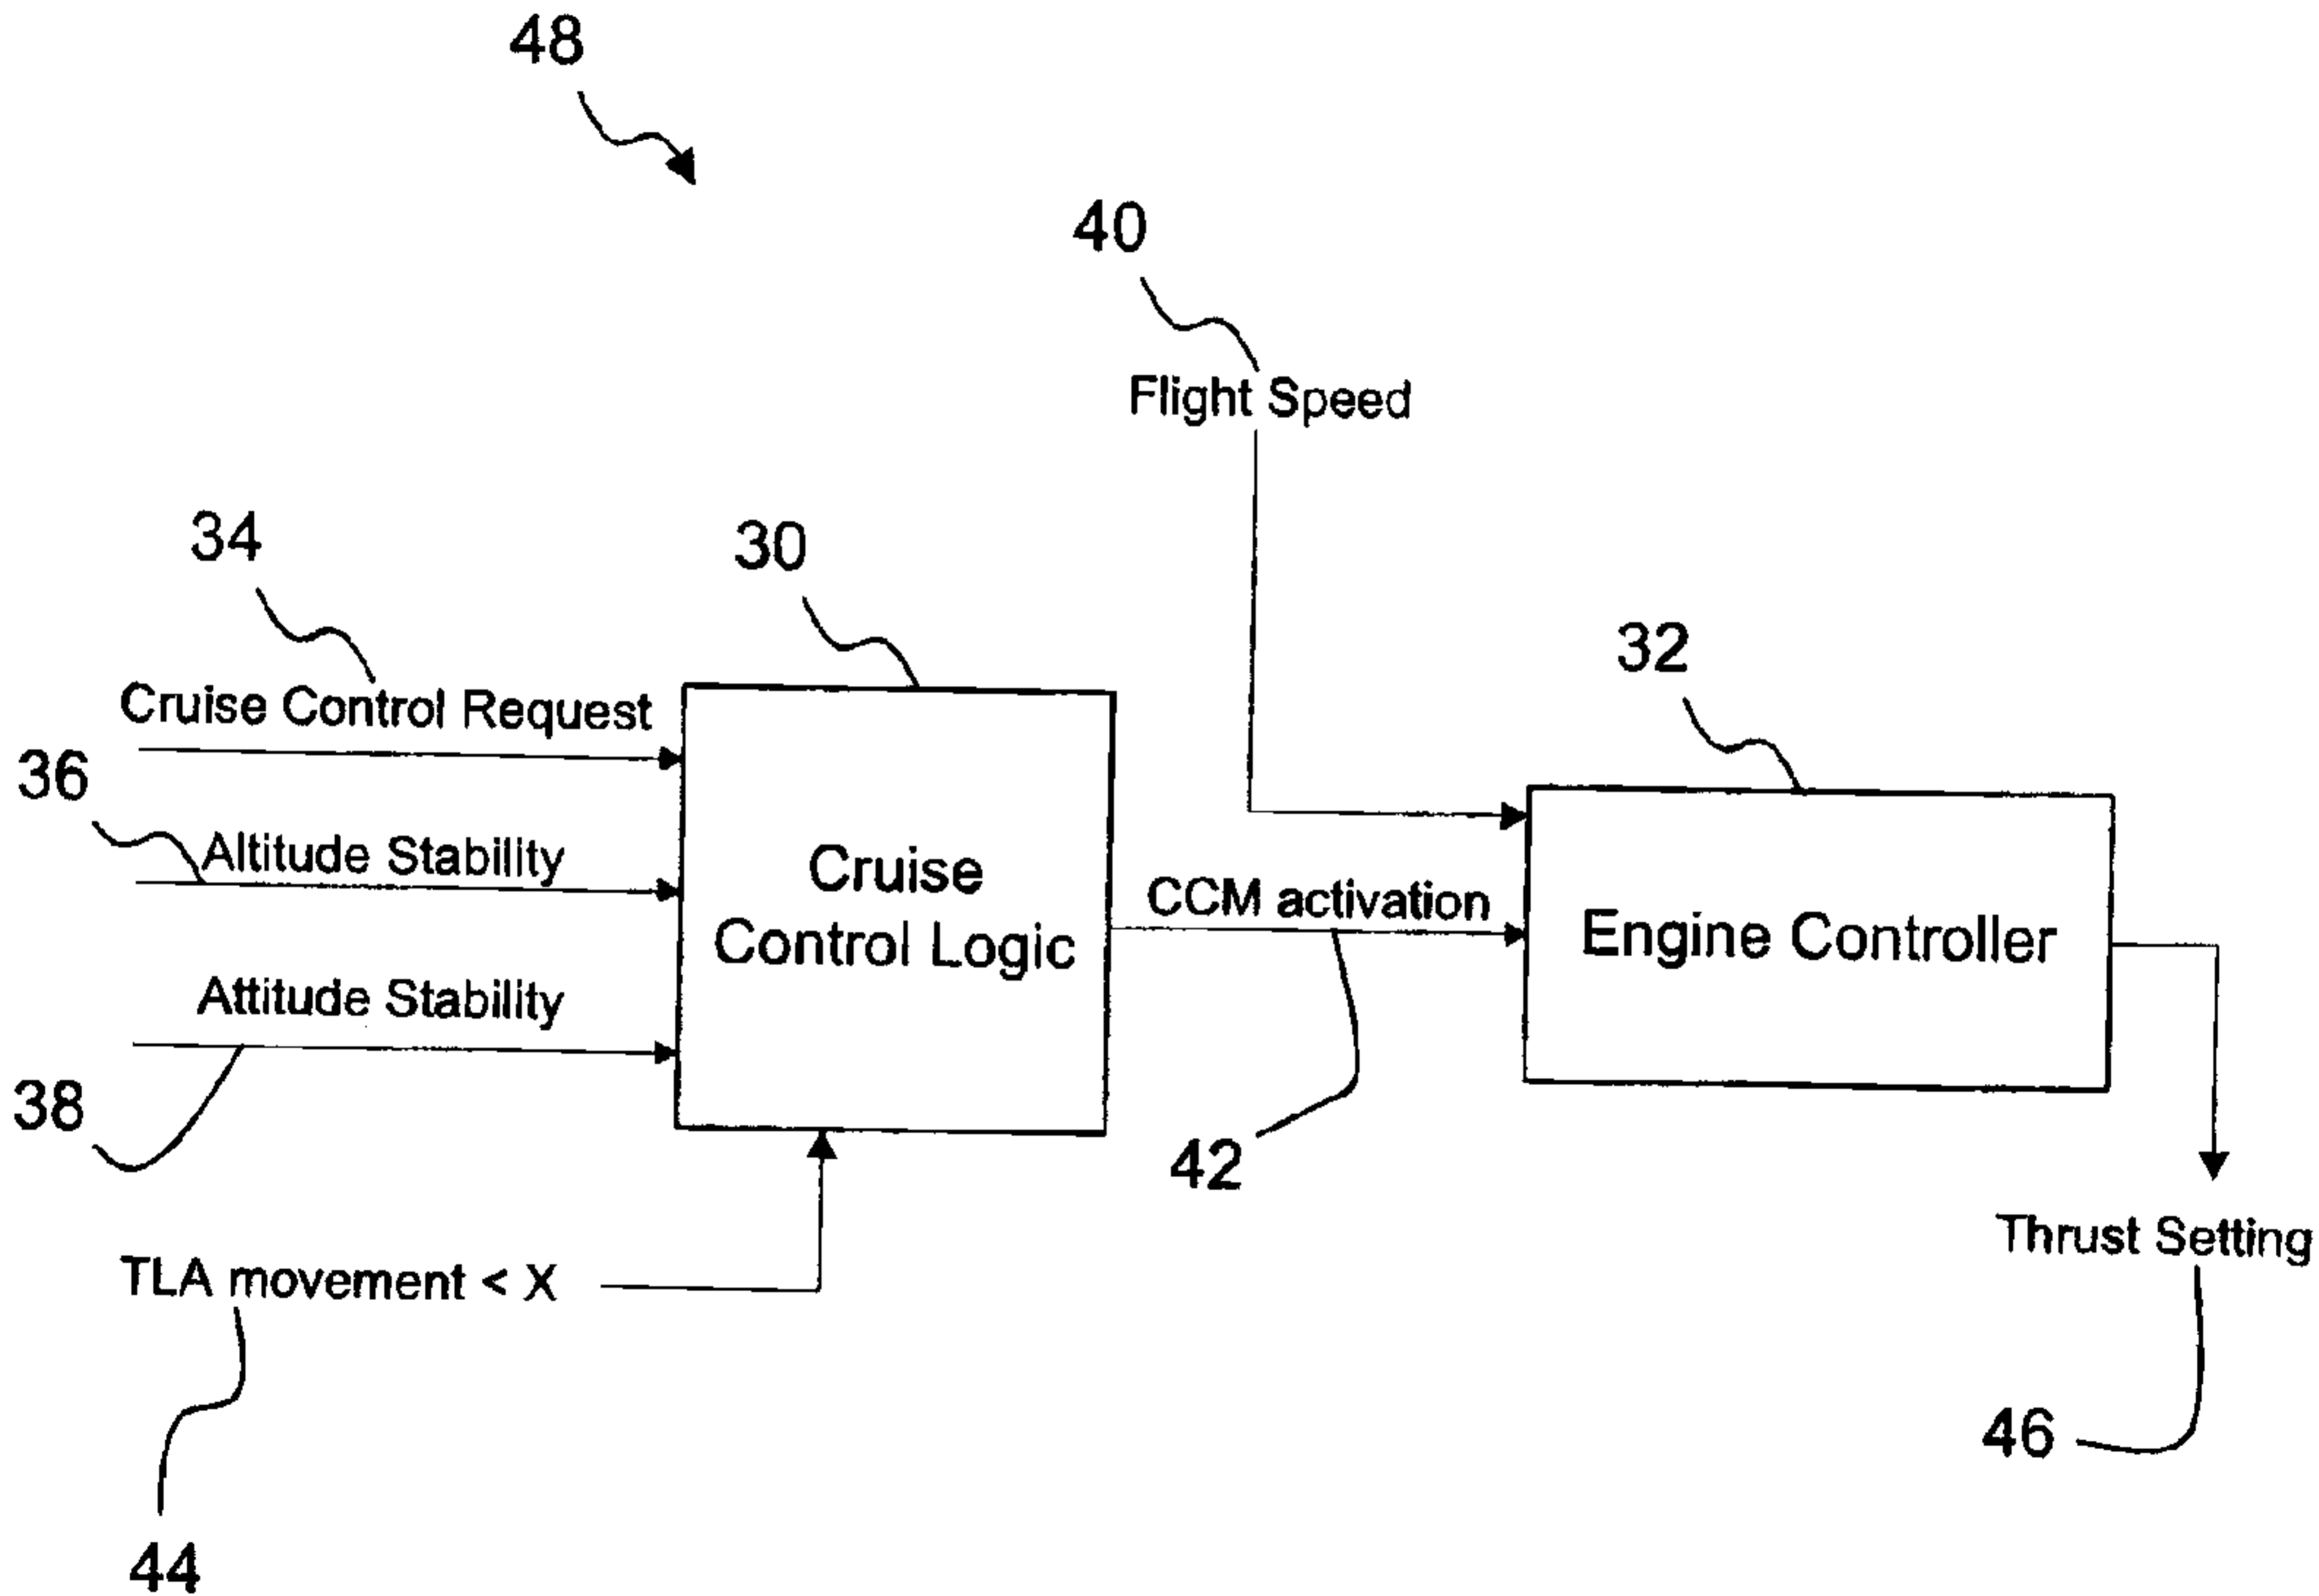 48
40
Flight Speed
34
30
32
Cruise Control Request
36
Altitude Stability
Cruise
Control Logic
CCM activation
Engine Controller
Attitude Stability
38
42
TLA movement < X
Thrust Setting
46
44